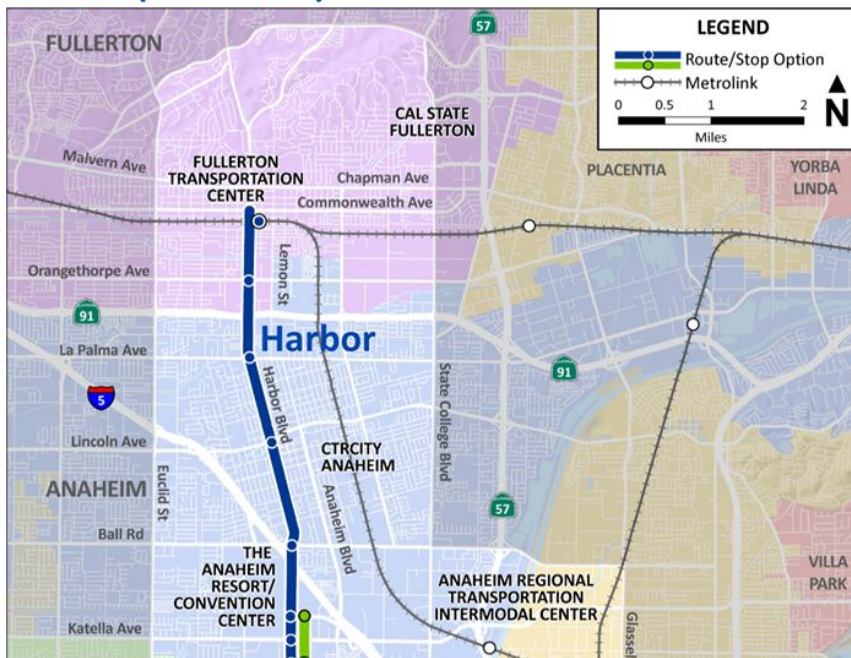 FULLERTON
57
LEGEND
Route/Stop Option
Metrolink
0 0.5 1 2
Miles
N
CAL STATE
FULLERTON
Malvern Ave
FULLERTON
TRANSPORTATION
CENTER
Chapman Ave
Commonwealth Ave
PLACENTIA
YORBA
LINDA
Orangethorpe Ave
Lemon St
91
Harbor
La Palma Ave
Harbor Blvd
State College Blvd
91
5
Lincoln Ave
CTRCITY
ANAHEIM
Euclid St
ANAHEIM
Anaheim Blvd
57
Ball Rd
THE
ANAHEIM
RESORT/
CONVENTION
CENTER
ANAHEIM REGIONAL
TRANSPORTATION
INTERMODAL CENTER
VILLA
PARK
Katella Ave